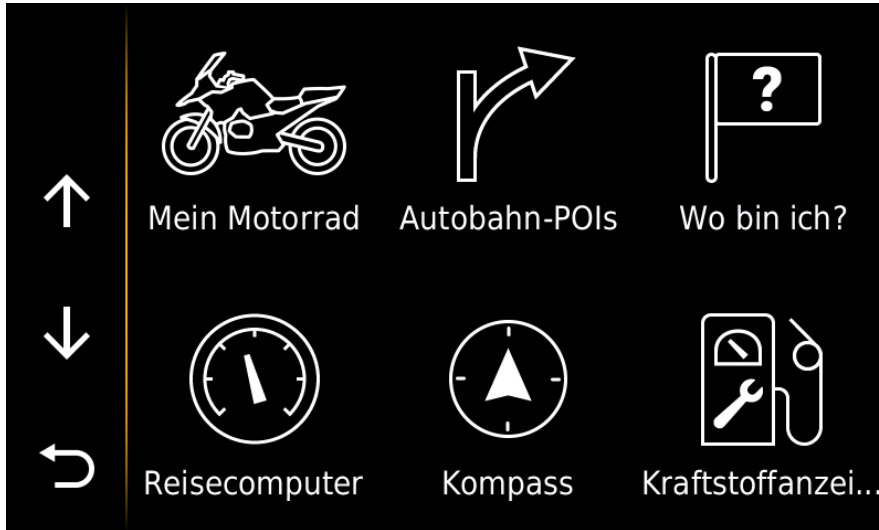 ?
Mein Motorrad
Autobahn-POIs
Wo bin ich?
Reisecomputer
Kompass
Kraftstoffanzei...